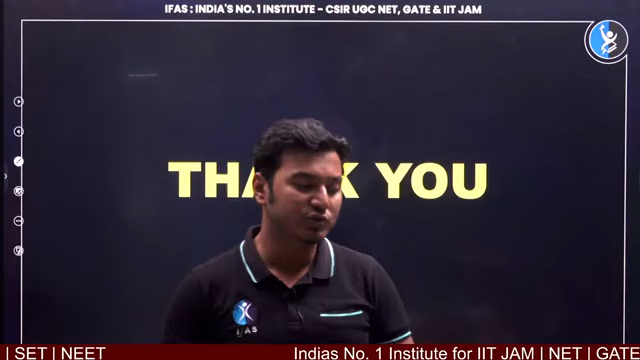 IFAS : INDIA'S NO. 1 INSTITUTE - CSIR UGC NET, GATE & IIT JAM
THANK YOU
IFAS
| SET | NEET Indias No. 1 Institute for IIT JAM | NET | GATE